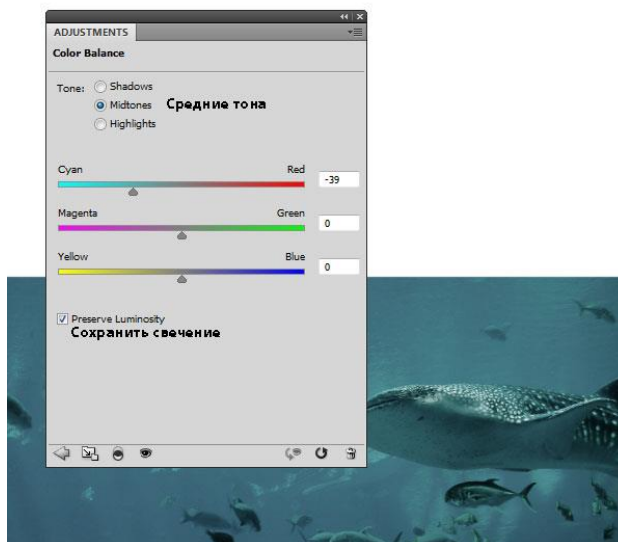 ADJUSTMENTS
Color Balance
Tone: Shadows
Midtones Средние тона
Highlights
Cyan Red -39
Magenta Green 0
Yellow Blue 0
Preserve Luminosity
Сохранить свечение